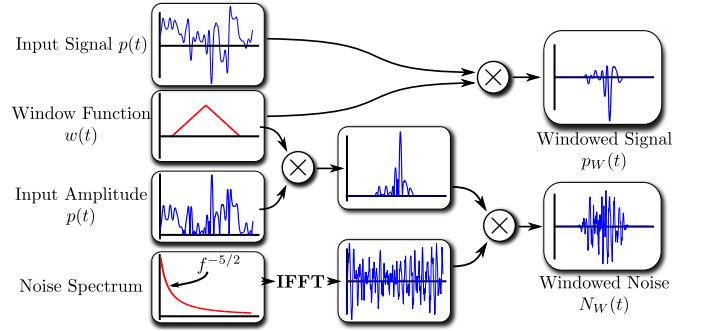 Input Signal p(t)
Window Function
w(t)
Input Amplitude
p(t)
Noise Spectrum
f^{-5/2}
IFFT
Windowed Signal
p_W(t)
Windowed Noise
N_W(t)